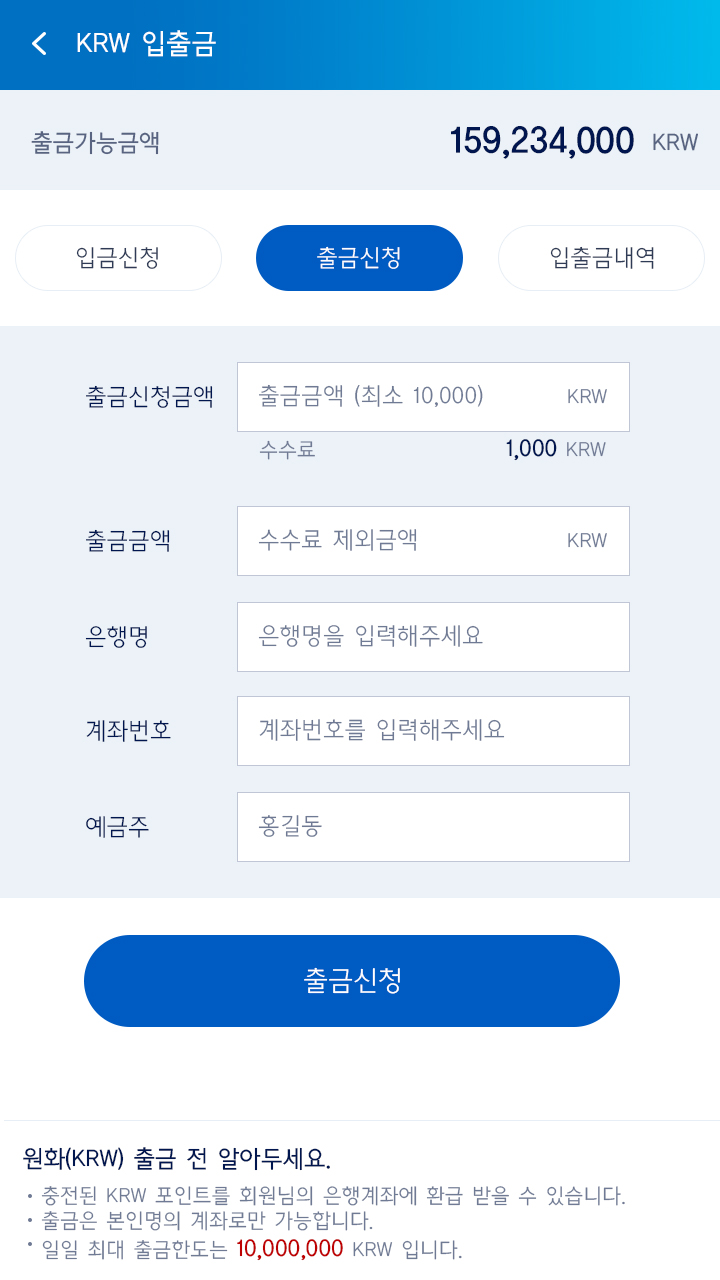 KRW 입출금
출금가능금액 159,234,000 KRW
입금신청 출금신청 입출금내역
출금신청금액 출금금액 (최소 10,000) KRW
수수료 1,000 KRW
출금금액 수수료 제외금액 KRW
은행명 은행명을 입력해주세요
계좌번호 계좌번호를 입력해주세요
예금주 홍길동
출금신청
원화(KRW) 출금 전 알아두세요.
• 충전된 KRW 포인트를 회원님의 은행계좌에 환급 받을 수 있습니다.
• 출금은 본인명의 계좌로만 가능합니다.
• 일일 최대 출금한도는 10,000,000 KRW 입니다.